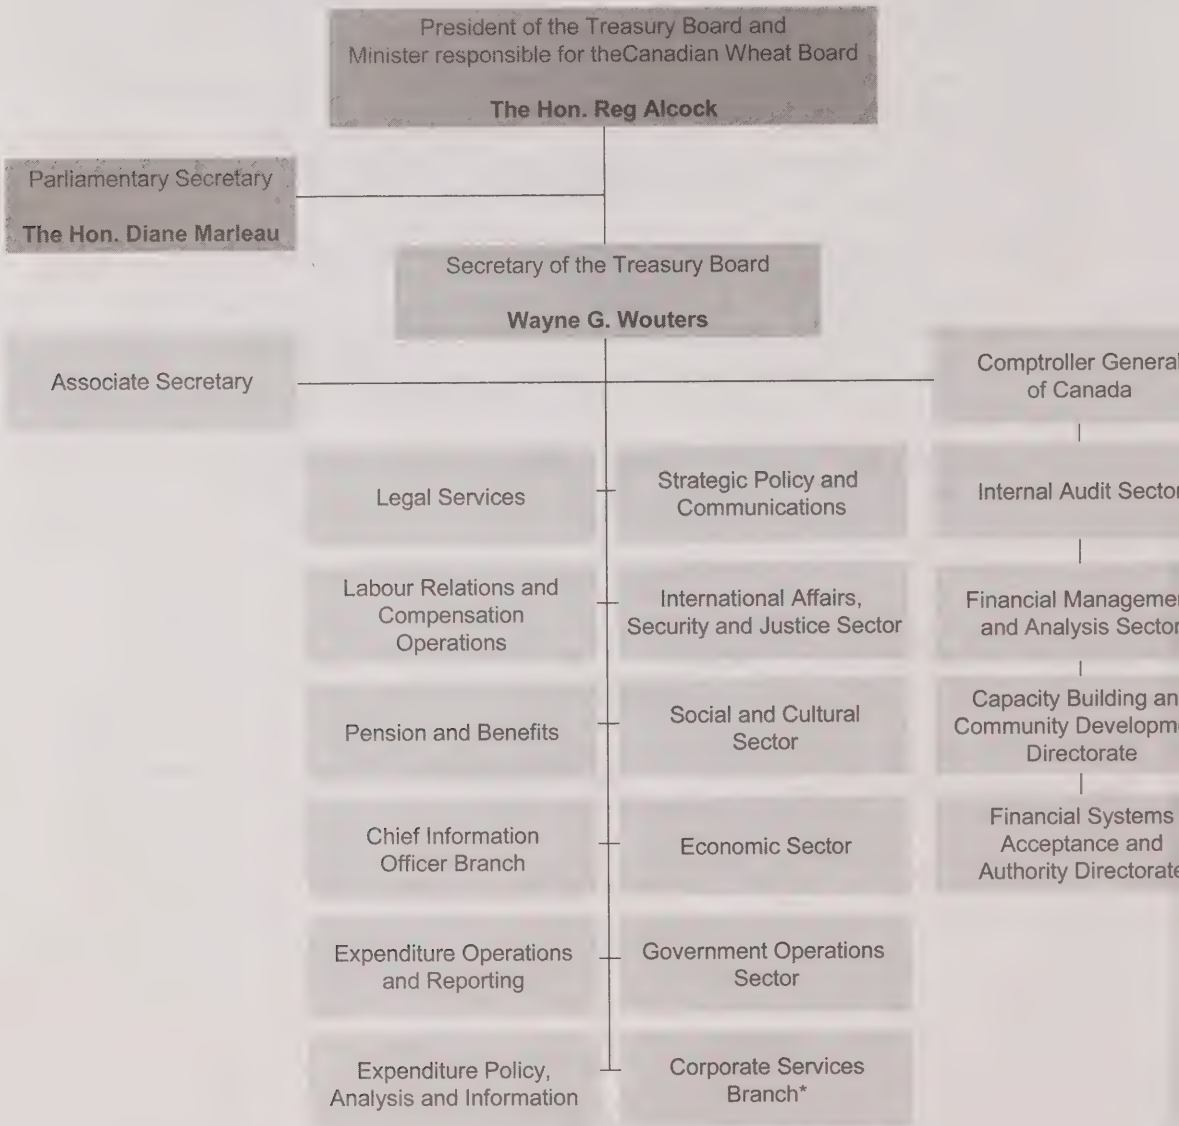 President of the Treasury Board and
Minister responsible for theCanadian Wheat Board
The Hon. Reg Alcock
Parliamentary Secretary
The Hon. Diane Marleau
Secretary of the Treasury Board
Wayne G. Wouters
Associate Secretary
Comptroller General
of Canada
Legal Services
Strategic Policy and
Communications
Internal Audit Sector
Labour Relations and
Compensation
Operations
International Affairs,
Security and Justice Sector
Financial Managemen
and Analysis Sector
Pension and Benefits
Social and Cultural
Sector
Capacity Building an
Community Developme
Directorate
Chief Information
Officer Branch
Economic Sector
Financial Systems
Acceptance and
Authority Directorate
Expenditure Operations
and Reporting
Government Operations
Sector
Expenditure Policy,
Analysis and Information
Corporate Services
Branch*